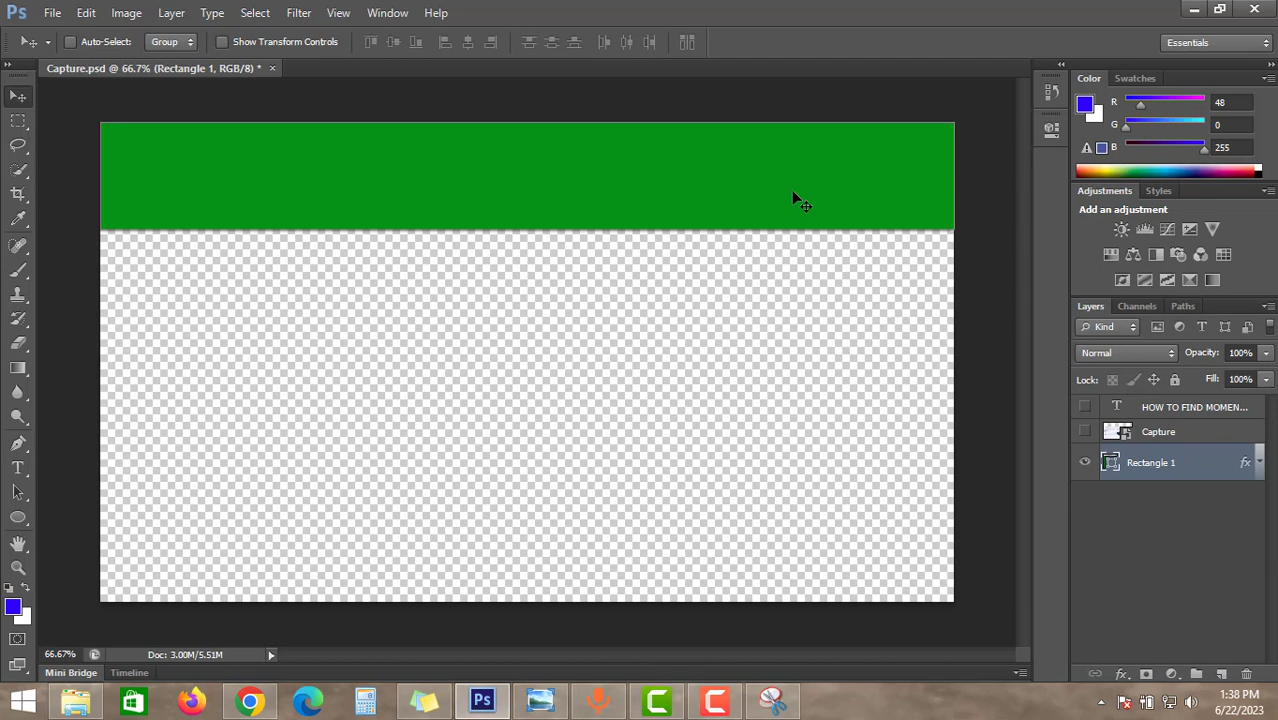 Ps File Edit Image Layer Type Select Filter View Window Help
Auto-Select: Group Show Transform Controls Essentials
Capture.psd @ 66.7% (Rectangle 1, RGB/8) * ×
Color Swatches
R 48
G 0
B 255
Adjustments Styles
Add an adjustment
Layers Channels Paths
Kind
Normal Opacity: 100%
Lock: Fill: 100%
T HOW TO FIND MOMEN...
Capture
Rectangle 1 fx
66.67% Doc: 3.00M/5.51M
Mini Bridge Timeline
Ps
1:38 PM
6/22/2023